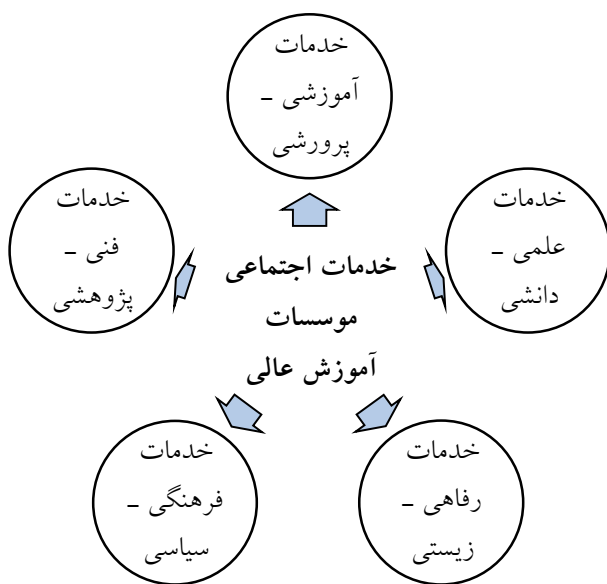 خدمات
آموزشی –
پرورشی
خدمات
علمی –
دانشی
خدمات
فنی –
پژوهشی
خدمات اجتماعی
موسسات
آموزش عالی
خدمات
رفاهی –
زیستی
خدمات
فرهنگی –
سیاسی